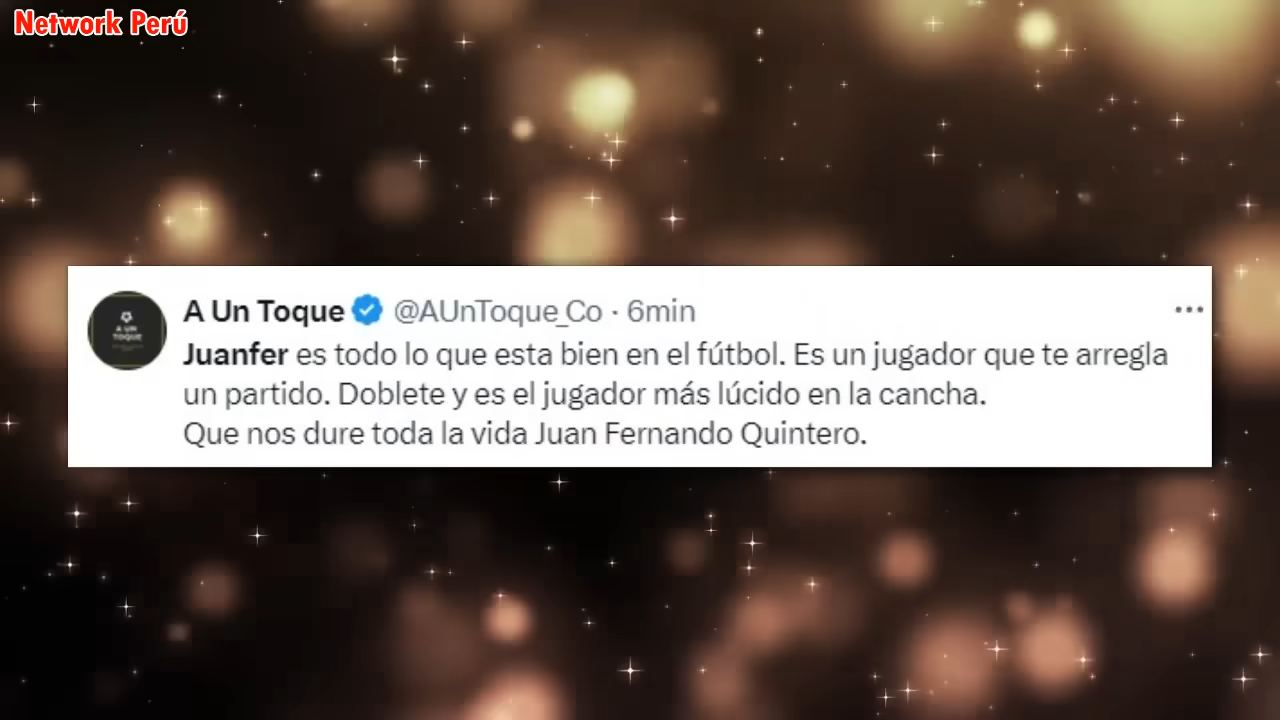 Network Perú
A Un Toque @AUnToque_Co · 6min
A UN
TOQUE
Juanfer es todo lo que esta bien en el fútbol. Es un jugador que te arregla
un partido. Doblete y es el jugador más lúcido en la cancha.
Que nos dure toda la vida Juan Fernando Quintero.